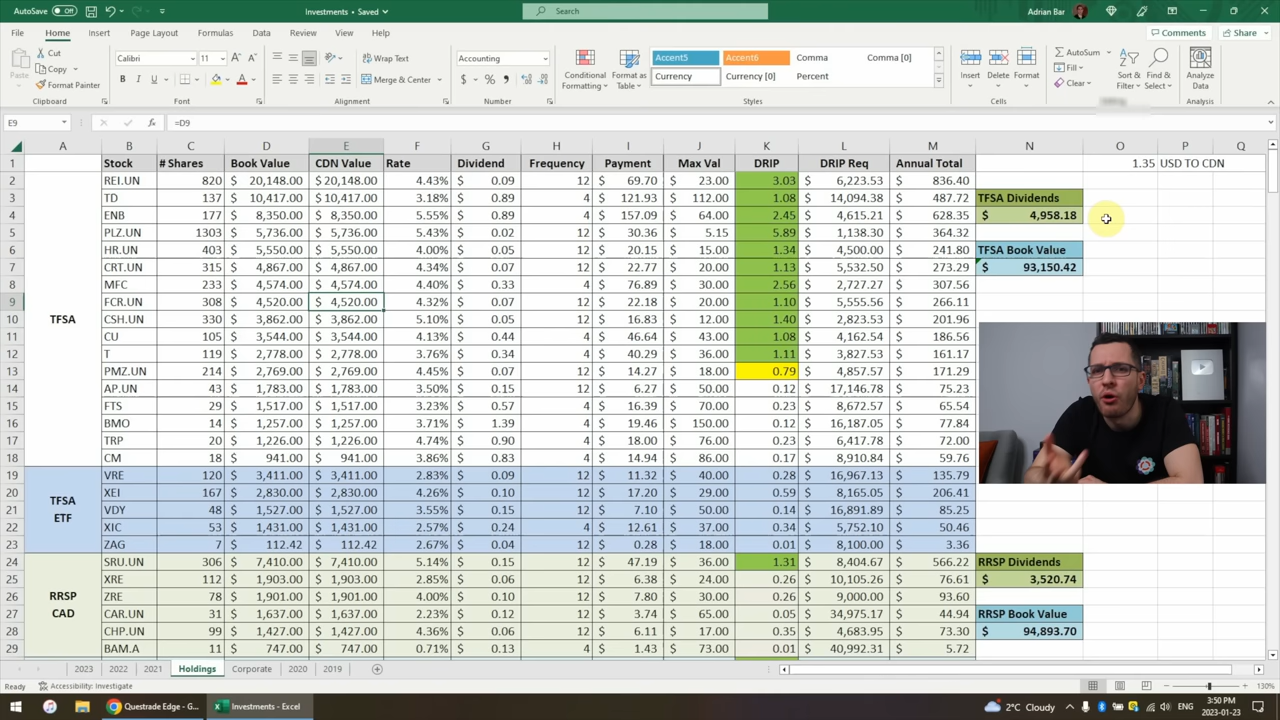 AutoSave Off Investments • Saved Search Adrian Bar
File Home Insert Page Layout Formulas Data Review View Help Comments Share
Paste Cut Copy Format Painter Calibri 11 Wrap Text Merge & Center Accounting Conditional Formatting Format as Table Accent5 Accent6 Comma Comma [0] Currency Currency [0] Percent Insert Delete Format AutoSum Fill Clear Sort & Filter Find & Select Analyze Data
Clipboard Font Alignment Number Styles Cells Editing Analysis
E9 fx =D9
A B C D E F G H I J K L M N O P Q
1 Stock # Shares Book Value CDN Value Rate Dividend Frequency Payment Max Val DRIP DRIP Req Annual Total 1.35 USD TO CDN
2 REI.UN 820 $ 20,148.00 $ 20,148.00 4.43% $ 0.09 12 $ 69.70 $ 23.00 3.03 $ 6,223.53 $ 836.40
3 TD 137 $ 10,417.00 $ 10,417.00 3.18% $ 0.89 4 $ 121.93 $ 112.00 1.08 $ 14,094.38 $ 487.72 TFSA Dividends
4 ENB 177 $ 8,350.00 $ 8,350.00 5.55% $ 0.89 4 $ 157.09 $ 64.00 2.45 $ 4,615.21 $ 628.35 $ 4,958.18
5 PLZ.UN 1303 $ 5,736.00 $ 5,736.00 5.43% $ 0.02 12 $ 30.36 $ 5.15 5.89 $ 1,138.30 $ 364.32
6 HR.UN 403 $ 5,550.00 $ 5,550.00 4.00% $ 0.05 12 $ 20.15 $ 15.00 1.34 $ 4,500.00 $ 241.80 TFSA Book Value
7 CRT.UN 315 $ 4,867.00 $ 4,867.00 4.34% $ 0.07 12 $ 22.77 $ 20.00 1.13 $ 5,532.50 $ 273.29 $ 93,150.42
8 MFC 233 $ 4,574.00 $ 4,574.00 4.40% $ 0.33 4 $ 76.89 $ 30.00 2.56 $ 2,727.27 $ 307.56
9 FCR.UN 308 $ 4,520.00 $ 4,520.00 4.32% $ 0.07 12 $ 22.18 $ 20.00 1.10 $ 5,555.56 $ 266.11
10 TFSA CSH.UN 330 $ 3,862.00 $ 3,862.00 5.10% $ 0.05 12 $ 16.83 $ 12.00 1.40 $ 2,823.53 $ 201.96
11 CU 105 $ 3,544.00 $ 3,544.00 4.13% $ 0.44 4 $ 46.64 $ 43.00 1.08 $ 4,162.54 $ 186.56
12 T 119 $ 2,778.00 $ 2,778.00 3.76% $ 0.34 4 $ 40.29 $ 36.00 1.11 $ 3,827.53 $ 161.17
13 PMZ.UN 214 $ 2,769.00 $ 2,769.00 4.45% $ 0.07 12 $ 14.27 $ 18.00 0.79 $ 4,857.57 $ 171.29
14 AP.UN 43 $ 1,783.00 $ 1,783.00 3.50% $ 0.15 12 $ 6.27 $ 50.00 0.12 $ 17,146.78 $ 75.23
15 FTS 29 $ 1,517.00 $ 1,517.00 3.23% $ 0.57 4 $ 16.39 $ 70.00 0.23 $ 8,672.57 $ 65.54
16 BMO 14 $ 1,257.00 $ 1,257.00 3.71% $ 1.39 4 $ 19.46 $ 150.00 0.12 $ 16,187.05 $ 77.84
17 TRP 20 $ 1,226.00 $ 1,226.00 4.74% $ 0.90 4 $ 18.00 $ 76.00 0.23 $ 6,417.78 $ 72.00
18 CM 18 $ 941.00 $ 941.00 3.86% $ 0.83 4 $ 14.94 $ 86.00 0.17 $ 8,910.84 $ 59.76
19 VRE 120 $ 3,411.00 $ 3,411.00 2.83% $ 0.09 12 $ 11.32 $ 40.00 0.28 $ 16,967.13 $ 135.79
20 TFSA XEI 167 $ 2,830.00 $ 2,830.00 4.26% $ 0.10 12 $ 17.20 $ 29.00 0.59 $ 8,165.05 $ 206.41
21 ETF VDY 48 $ 1,527.00 $ 1,527.00 3.55% $ 0.15 12 $ 7.10 $ 50.00 0.14 $ 16,891.89 $ 85.25
22 XIC 53 $ 1,431.00 $ 1,431.00 2.57% $ 0.24 4 $ 12.61 $ 37.00 0.34 $ 5,752.10 $ 50.46
23 ZAG 7 $ 112.42 $ 112.42 2.67% $ 0.04 12 $ 0.28 $ 18.00 0.01 $ 8,100.00 $ 3.36
24 SRU.UN 306 $ 7,410.00 $ 7,410.00 5.14% $ 0.15 12 $ 47.19 $ 36.00 1.31 $ 8,404.67 $ 566.22 RRSP Dividends
25 XRE 112 $ 1,903.00 $ 1,903.00 2.85% $ 0.06 12 $ 6.38 $ 24.00 0.26 $ 10,105.26 $ 76.61 $ 3,520.74
26 RRSP ZRE 78 $ 1,901.00 $ 1,901.00 4.00% $ 0.10 12 $ 7.80 $ 30.00 0.26 $ 9,000.00 $ 93.60
27 CAD CAR.UN 31 $ 1,637.00 $ 1,637.00 2.23% $ 0.12 12 $ 3.74 $ 65.00 0.05 $ 34,975.17 $ 44.94 RRSP Book Value
28 CHP.UN 99 $ 1,427.00 $ 1,427.00 4.36% $ 0.06 12 $ 6.11 $ 17.00 0.35 $ 4,683.95 $ 73.30 $ 94,893.70
29 BAM.A 11 $ 747.00 $ 747.00 0.71% $ 0.13 4 $ 1.43 $ 73.00 0.01 $ 40,992.31 $ 5.72
2023 2022 2021 Holdings Corporate 2020 2019
Ready Accessibility: Investigate 130%
Questrade Edge - G... Investments - Excel 2°C Cloudy 3:50 PM
2023-01-23